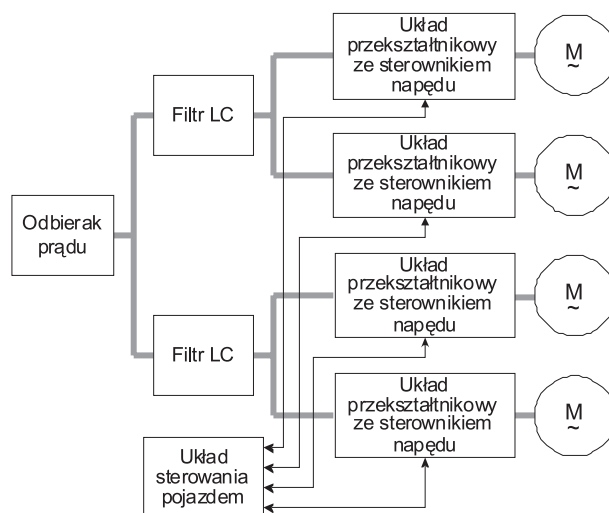 Układ
przekształtnikowy
ze sterownikiem
napędu
M
~
Filtr LC
Układ
przekształtnikowy
ze sterownikiem
napędu
M
~
Odbierak
prądu
Układ
przekształtnikowy
ze sterownikiem
napędu
M
~
Filtr LC
Układ
przekształtnikowy
ze sterownikiem
napędu
M
~
Układ
sterowania
pojazdem